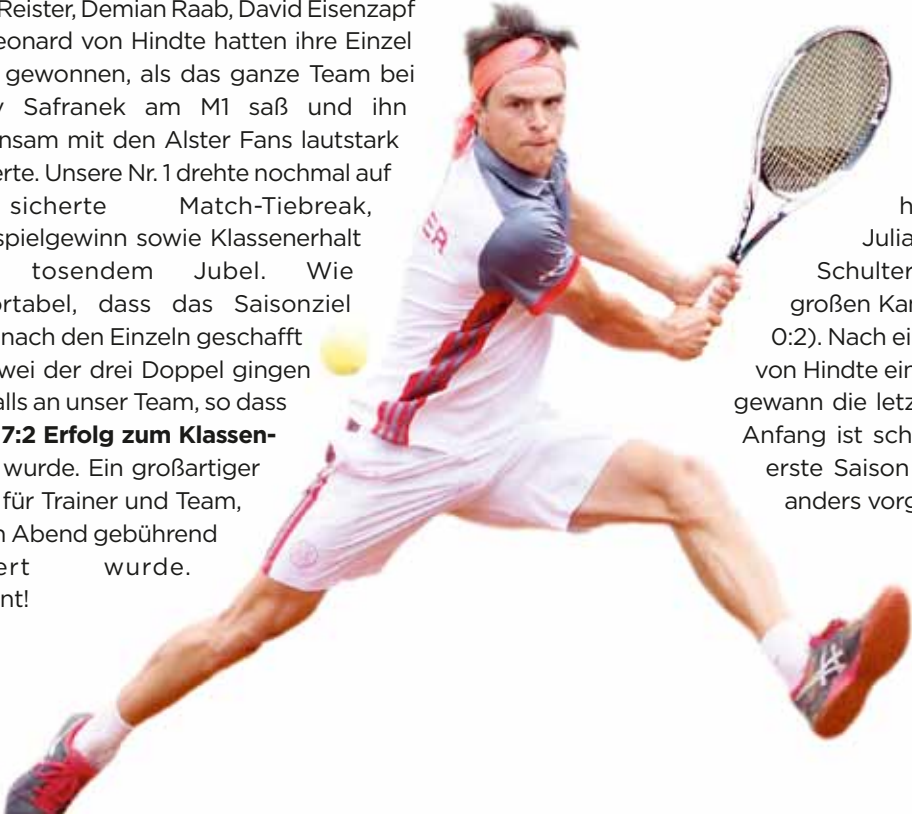 Reister, Demian Raab, David Eisenzapf
eonard von Hindte hatten ihre Einzel
gewonnen, als das ganze Team bei
Safranek am M1 saß und ihn
nsam mit den Alster Fans lautstark
erte. Unsere Nr. 1 drehte nochmal auf
sicherte Match-Tiebreak,
spielgewinn sowie Klassenerhalt
tosendem Jubel. Wie
ortabel, dass das Saisonziel
nach den Einzeln geschafft
wei der drei Doppel gingen
alls an unser Team, so dass
7:2 Erfolg zum Klassen-
wurde. Ein großartiger
für Trainer und Team,
n Abend gebührend
ert wurde.
nt!
ER
h
Julia
Schulter
großen Kar
0:2). Nach ei
von Hindte ein
gewann die letz
Anfang ist sch
erste Saison
anders vorg